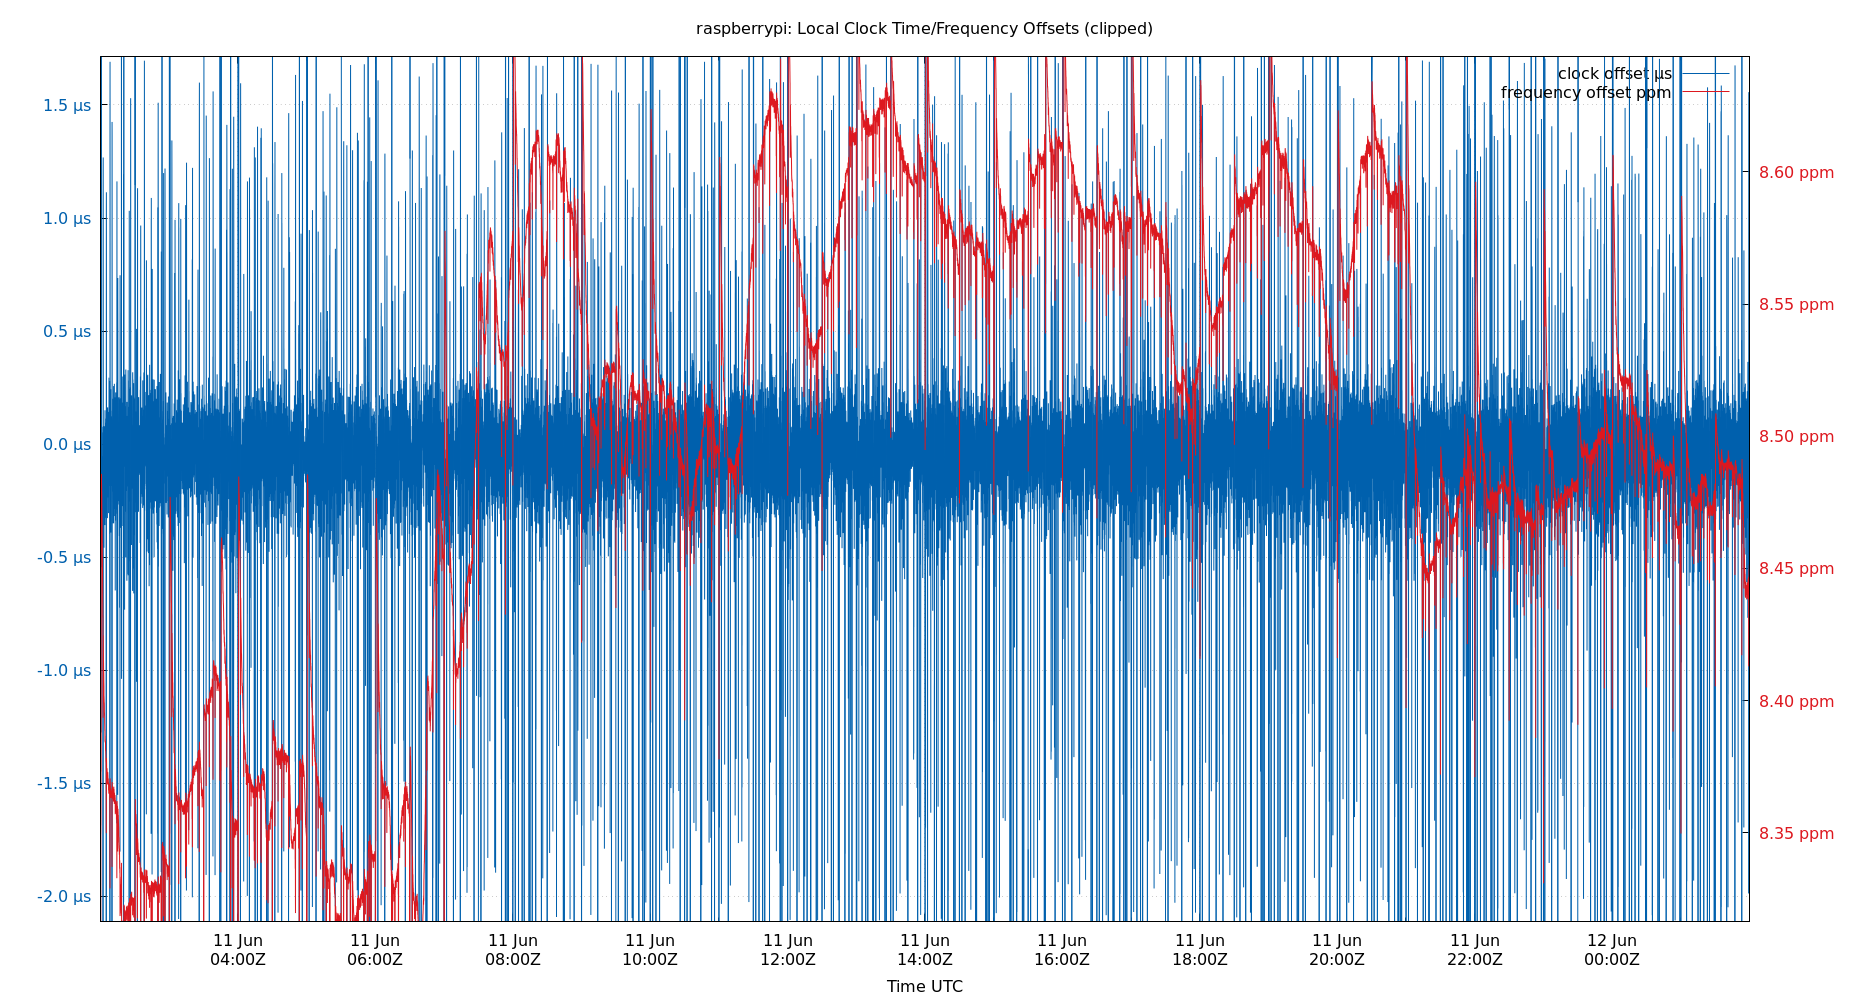 raspberrypi: Local Clock Time/Frequency Offsets (clipped)
clock offset µs
frequency offset ppm
1.5 µs
1.0 µs
0.5 µs
0.0 µs
-0.5 µs
-1.0 µs
-1.5 µs
-2.0 µs
8.60 ppm
8.55 ppm
8.50 ppm
8.45 ppm
8.40 ppm
8.35 ppm
11 Jun 11 Jun 11 Jun 11 Jun 11 Jun 11 Jun 11 Jun 11 Jun 11 Jun 11 Jun 12 Jun
04:00Z 06:00Z 08:00Z 10:00Z 12:00Z 14:00Z 16:00Z 18:00Z 20:00Z 22:00Z 00:00Z
Time UTC